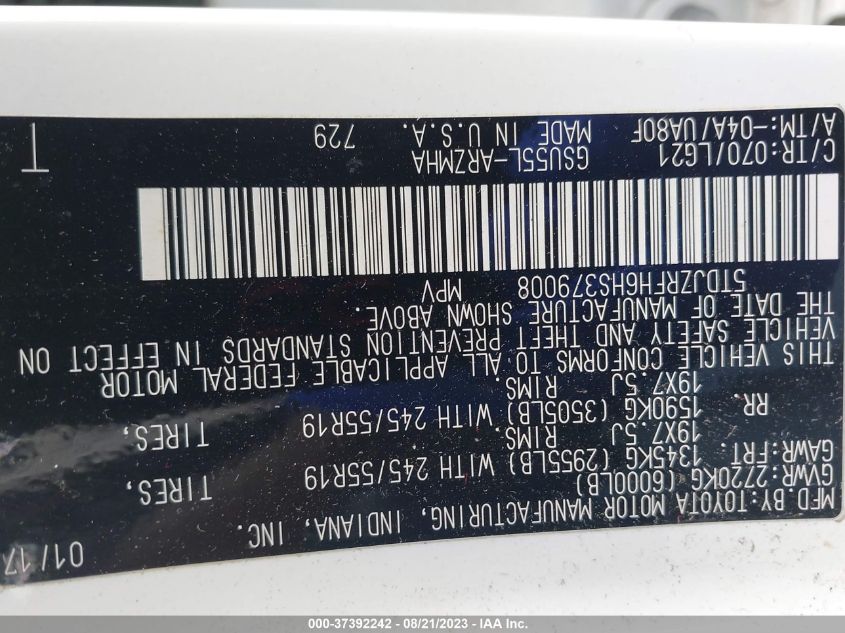 MFD.BY:TOYOTA MOTOR MANUFACTURING, INDIANA, INC. 01/17
GVWR:2720KG(6000LB)
GAWR:FRT. 1345KG (2955LB) WITH 245/55R19 TIRES,
19X7.5J RIMS.
RR. 1590KG (3505LB) WITH 245/55R19 TIRES,
19X7.5J RIMS.
THIS VEHICLE CONFORMS TO ALL APPLICABLE FEDERAL MOTOR
VEHICLE SAFETY AND THEFT PREVENTION STANDARDS IN EFFECT ON
THE DATE OF MANUFACTURE SHOWN ABOVE.
5TDJZRFH6HS379008 MPV
C/TR:070/LG21 GSU55L-ARZMHA
A/TM:-04A/UA80F MADE IN U.S.A. 729
T
000-37392242 - 08/21/2023 - IAA Inc.